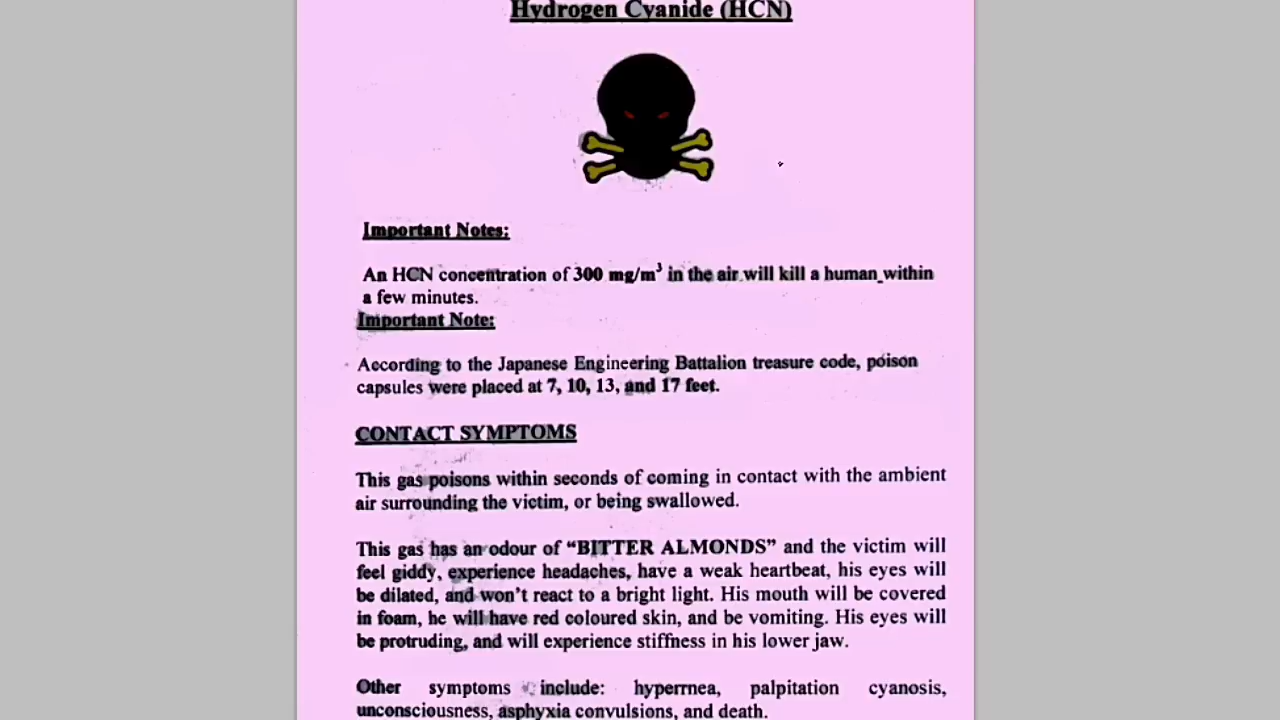 Hydrogen Cyanide (HCN)
Important Notes:
An HCN concentration of 300 mg/m³ in the air will kill a human within
a few minutes.
Important Note:
According to the Japanese Engineering Battalion treasure code, poison
capsules were placed at 7, 10, 13, and 17 feet.
CONTACT SYMPTOMS
This gas poisons within seconds of coming in contact with the ambient
air surrounding the victim, or being swallowed.
This gas has an odour of “BITTER ALMONDS” and the victim will
feel giddy, experience headaches, have a weak heartbeat, his eyes will
be dilated, and won’t react to a bright light. His mouth will be covered
in foam, he will have red coloured skin, and be vomiting. His eyes will
be protruding, and will experience stiffness in his lower jaw.
Other symptoms include: hyperrnea, palpitation cyanosis,
unconsciousness, asphyxia convulsions, and death.